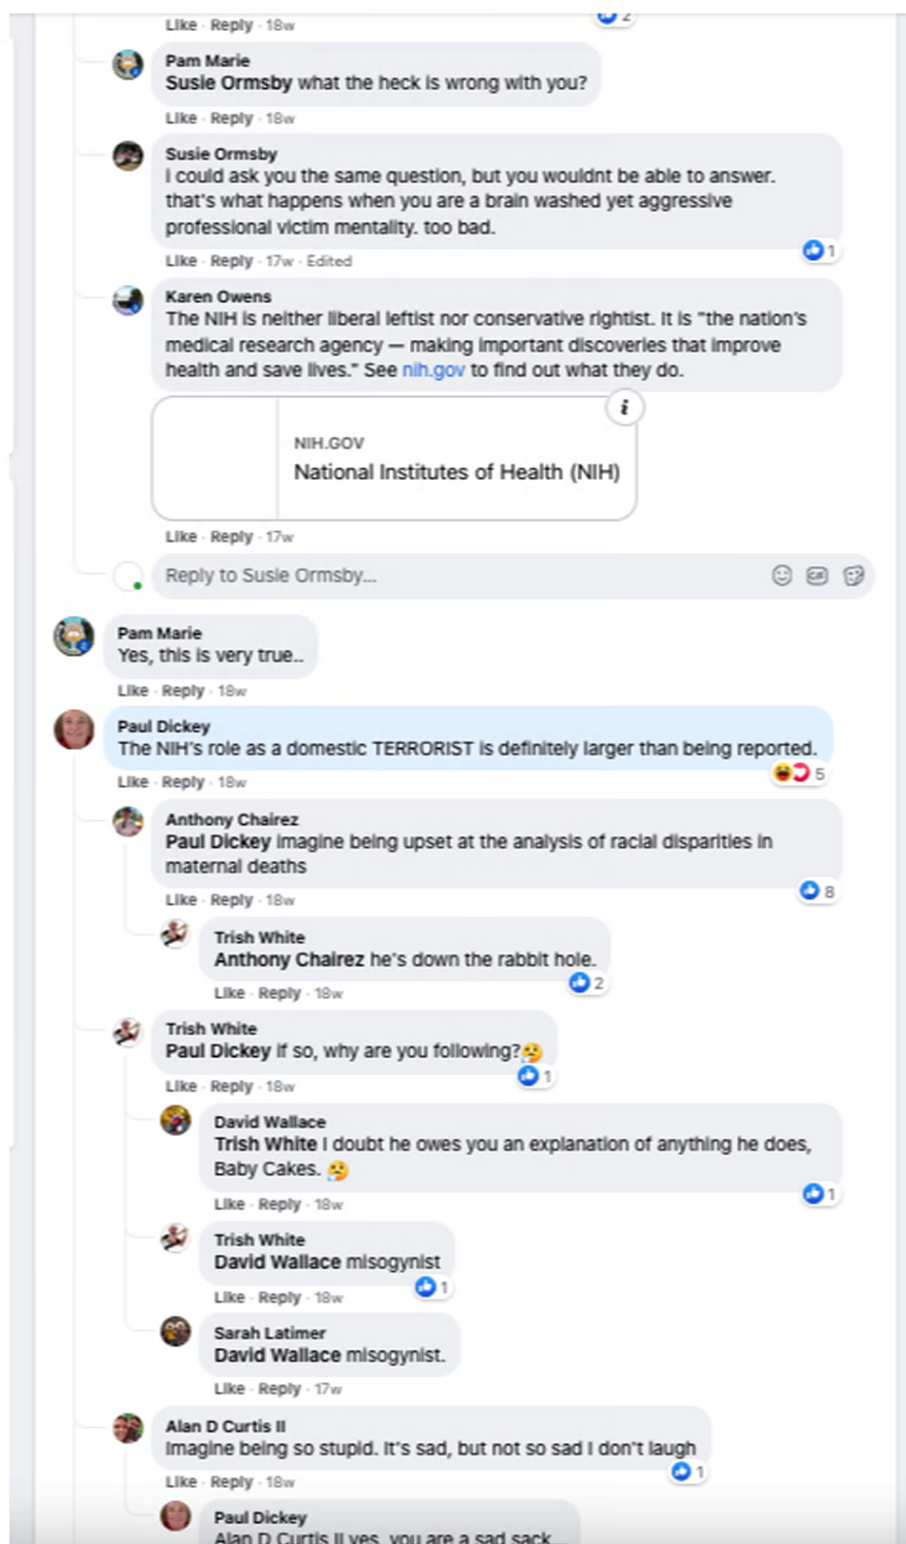 Like · Reply · 18w
2
Pam Marie
Susie Ormsby what the heck is wrong with you?
Like · Reply · 18w
Susie Ormsby
I could ask you the same question, but you wouldnt be able to answer.
that's what happens when you are a brain washed yet aggressive
professional victim mentality. too bad.
1
Like · Reply · 17w · Edited
Karen Owens
The NIH is neither liberal leftist nor conservative rightist. It is "the nation's
medical research agency — making important discoveries that improve
health and save lives." See nih.gov to find out what they do.
i
NIH.GOV
National Institutes of Health (NIH)
Like · Reply · 17w
Reply to Susie Ormsby...
GIF
Pam Marie
Yes, this is very true..
Like · Reply · 18w
Paul Dickey
The NIH's role as a domestic TERRORIST is definitely larger than being reported.
5
Like · Reply · 18w
Anthony Chairez
Paul Dickey imagine being upset at the analysis of racial disparities in
maternal deaths
8
Like · Reply · 18w
Trish White
Anthony Chairez he's down the rabbit hole.
2
Like · Reply · 18w
Trish White
Paul Dickey if so, why are you following?
1
Like · Reply · 18w
David Wallace
Trish White I doubt he owes you an explanation of anything he does,
Baby Cakes.
1
Like · Reply · 18w
Trish White
David Wallace misogynist
1
Like · Reply · 18w
Sarah Latimer
David Wallace misogynist.
Like · Reply · 17w
Alan D Curtis II
Imagine being so stupid. It's sad, but not so sad I don't laugh
1
Like · Reply · 18w
Paul Dickey
Alan D Curtis II yes, you are a sad sack...